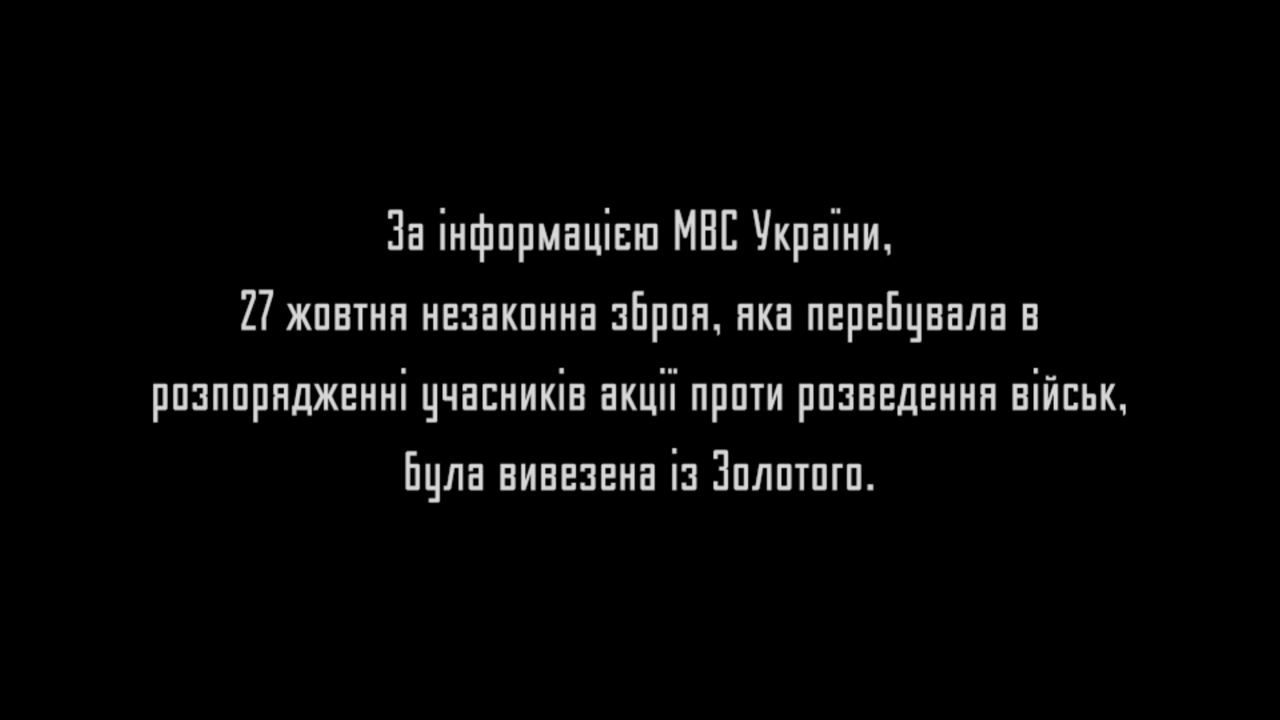 За інформацією МВС України,
27 жовтня незаконна зброя, яка перебувала в
розпорядженні учасників акції проти розведення військ,
була вивезена із Золотого.